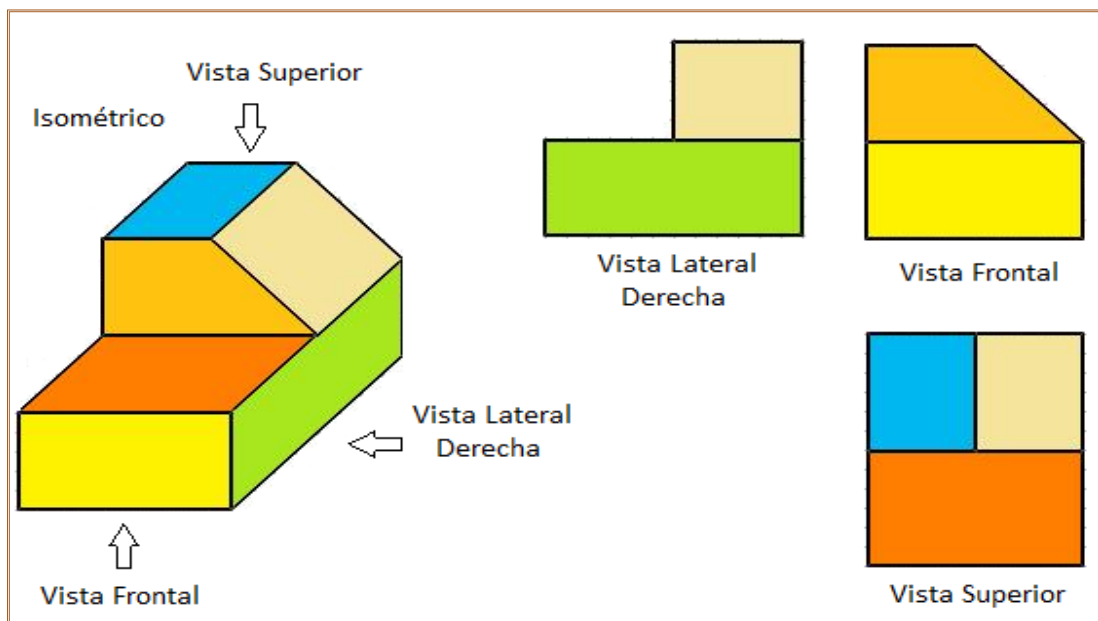 Vista Superior
Isométrico
Vista Lateral
Derecha
Vista Frontal
Vista Lateral
Derecha
Vista Frontal
Vista Superior